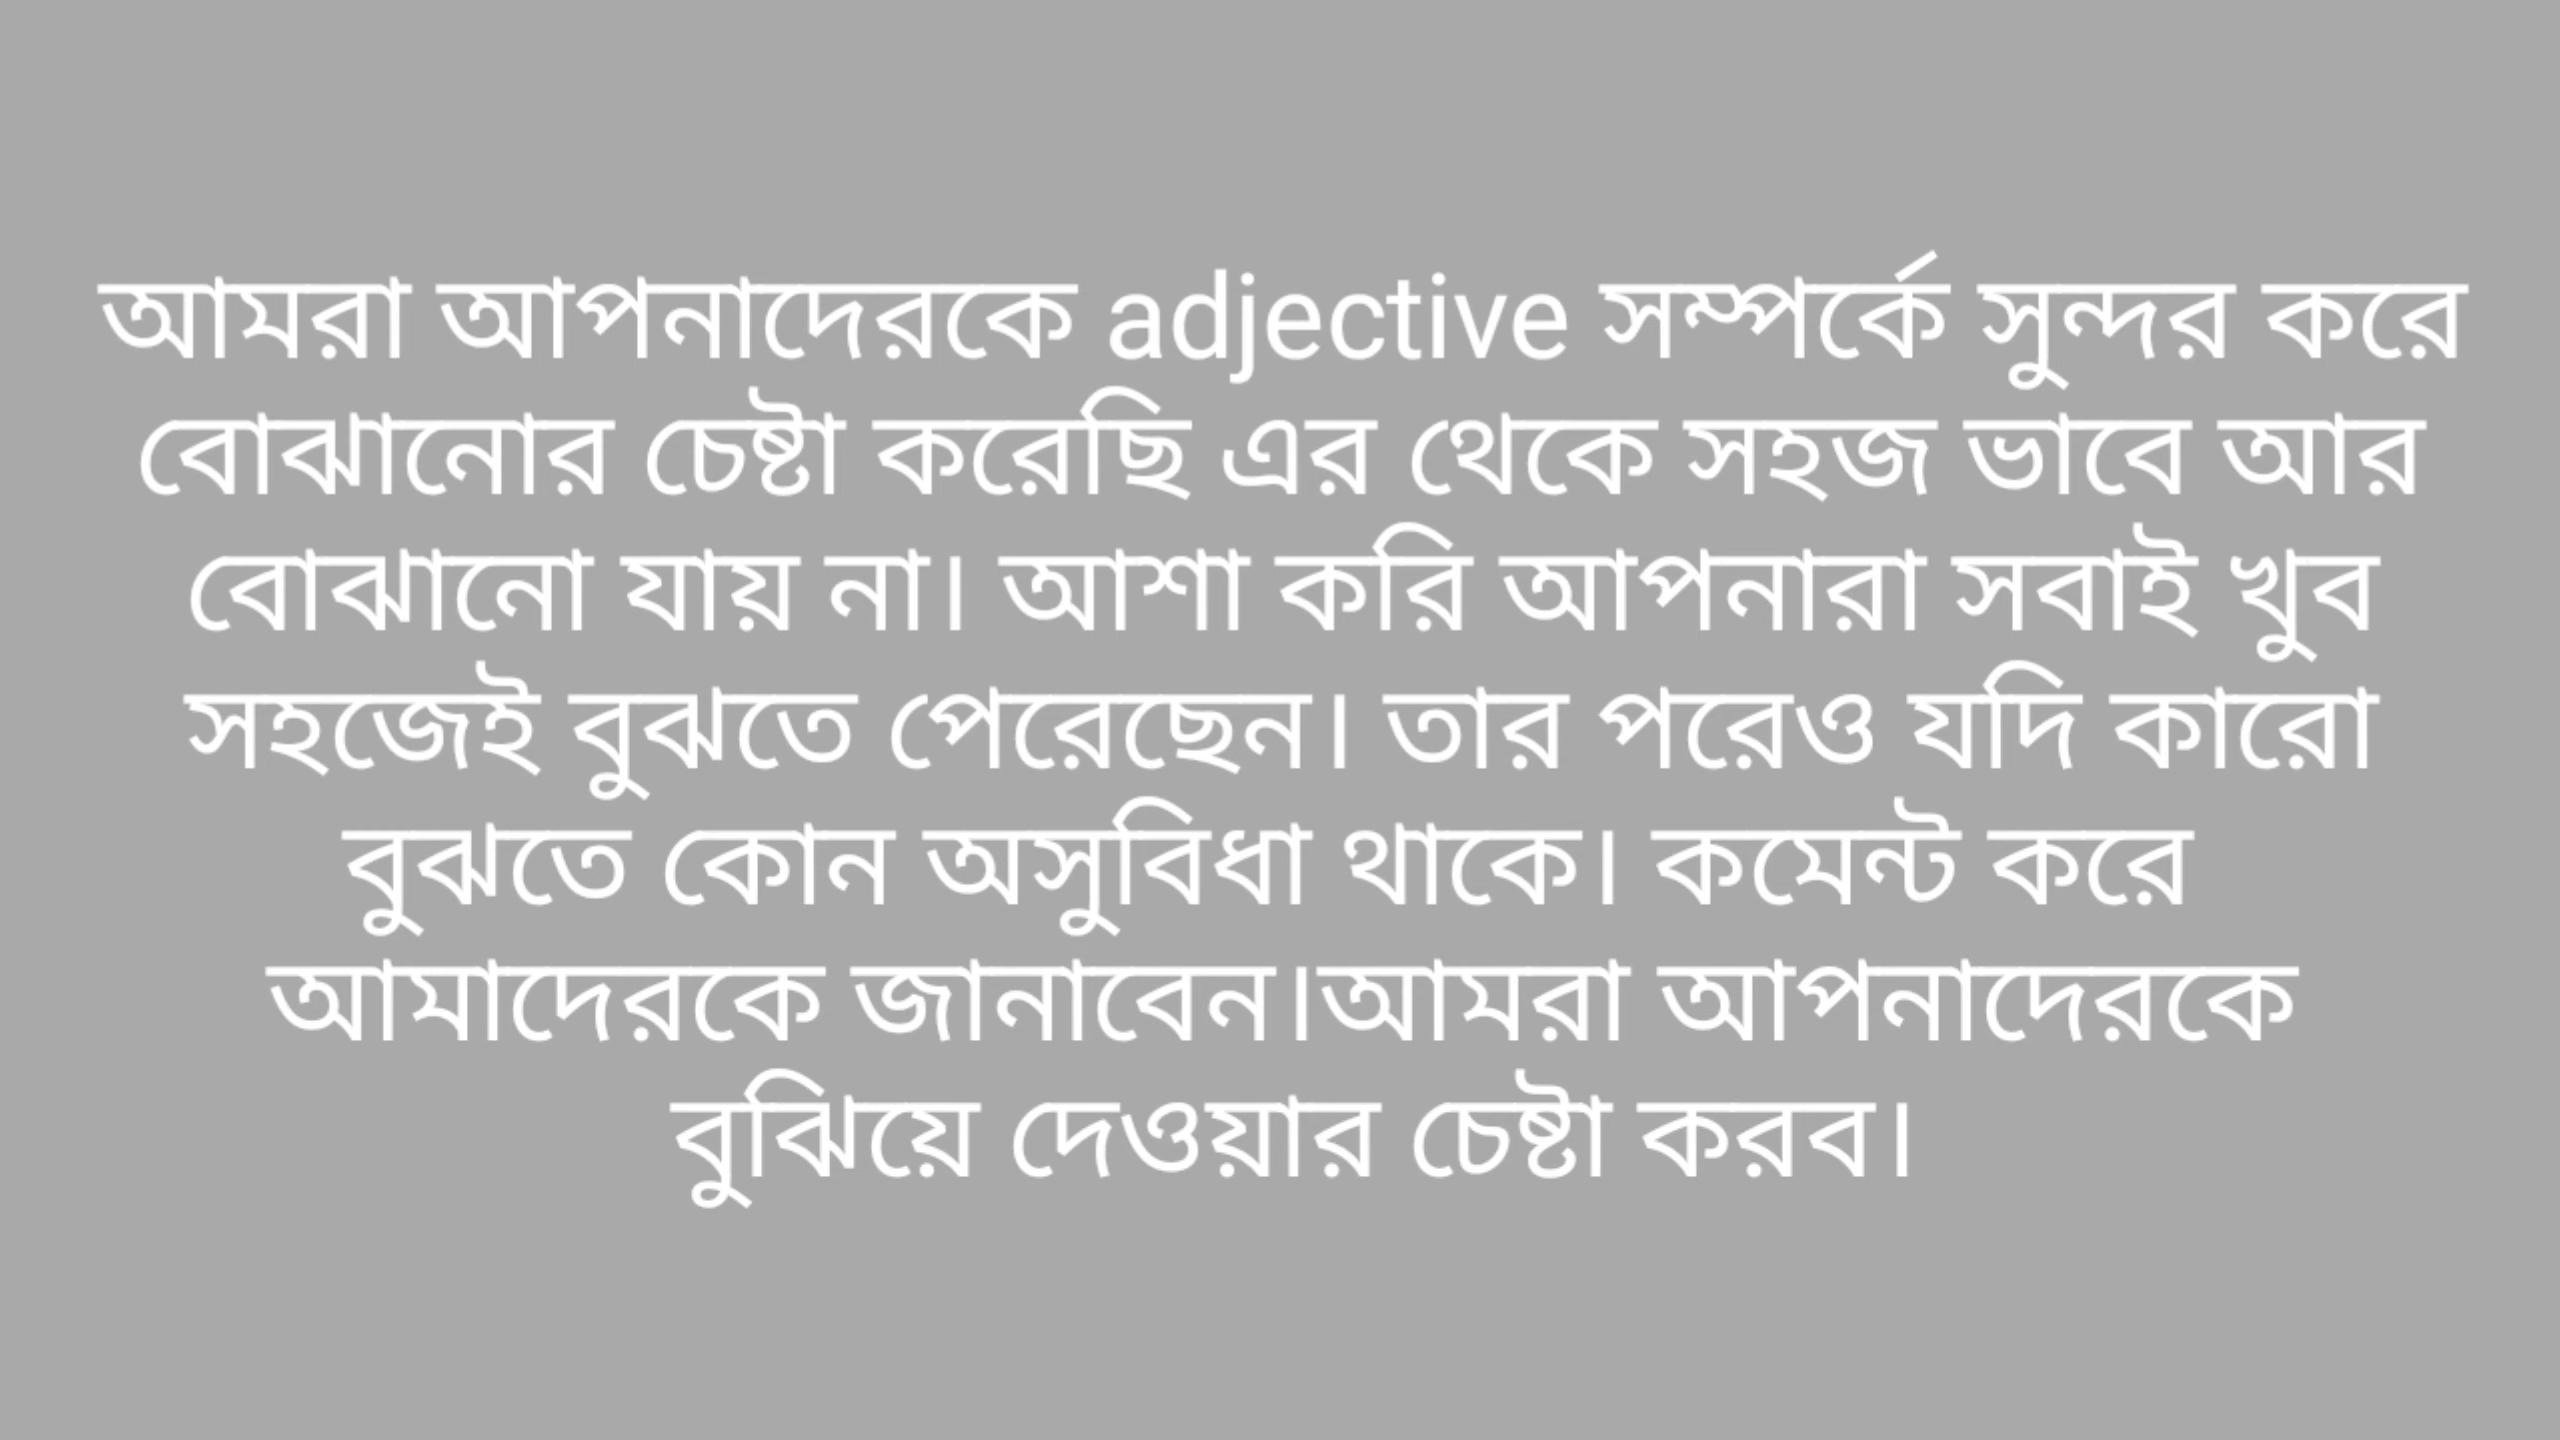 আমরা আপনাদেরকে adjective সম্পর্কে সুন্দর করে
বোঝানোর চেষ্টা করেছি এর থেকে সহজ ভাবে আর
বোঝানো যায় না। আশা করি আপনারা সবাই খুব
সহজেই বুঝতে পেরেছেন। তার পরেও যদি কারো
বুঝতে কোন অসুবিধা থাকে। কমেন্ট করে
আমাদেরকে জানাবেন।আমরা আপনাদেরকে
বুঝিয়ে দেওয়ার চেষ্টা করব।